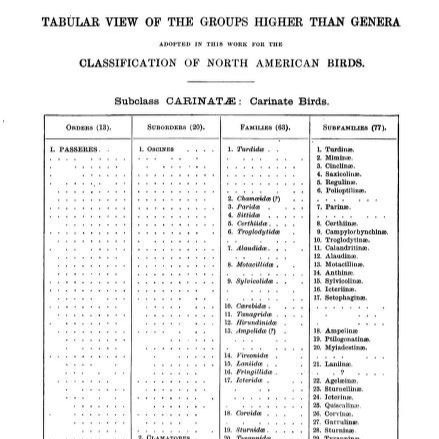 TABULAR VIEW OF THE GROUPS HIGHER THAN GENERA
ADOPTED IN THIS WORK FOR THE
CLASSIFICATION OF NORTH AMERICAN BIRDS.
Subclass CARINATÆ: Carinate Birds.
ORDERS (13). SUBORDERS (20). FAMILIES (63). SUBFAMILIES (77).
1. PASSERES. 1. OSCINES 1. Turdidæ 1. Turdinæ.
2. Miminæ.
3. Cinclinæ.
4. Saxicolinæ.
5. Regulinæ.
6. Polioptilinæ.
2. Chamæidæ (?)
3. Paridæ 7. Parinæ.
4. Sittidæ
5. Certhiidæ 8. Certhiinæ.
6. Troglodytidæ 9. Campylorhynchinæ.
10. Troglodytinæ.
7. Alaudidæ 11. Calandritinæ.
12. Alaudinæ.
8. Motacillidæ 13. Motacillinæ.
14. Anthinæ.
9. Sylvicolidæ 15. Sylvicolinæ.
16. Icteriinæ.
17. Setophaginæ.
10. Cærebidæ
11. Tanagridæ
12. Hirundinidæ
13. Ampelidæ (?) 18. Ampelinæ
19. Ptilogonatinæ.
20. Myiadestinæ.
14. Vireonidæ
15. Laniidæ 21. Laniinæ.
16. Fringillidæ ?
17. Icteridæ 22. Agelæinæ.
23. Sturnellinæ.
24. Icterinæ.
25. Quiscalinæ.
18. Corvidæ 26. Corvinæ.
27. Garrulinæ.
19. Sturnidæ 28. Sturninæ.
2. CLAMATORES